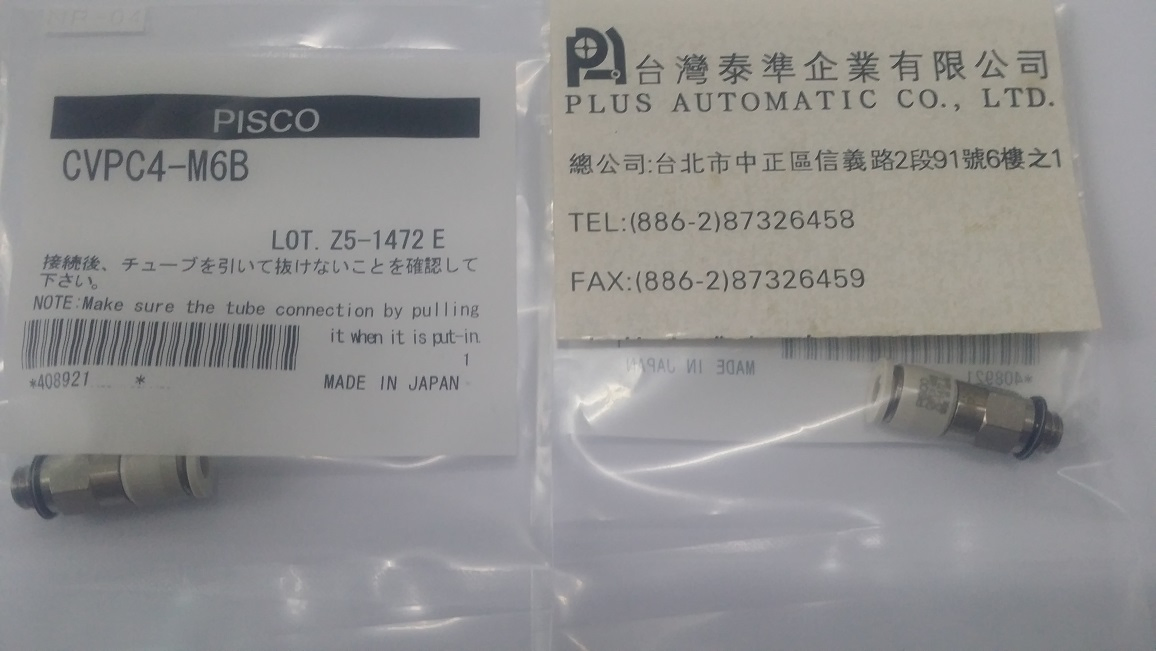 PISCO
CVPC4-M6B
LOT. Z5-1472 E
接続後、チューブを引いて抜けないことを確認して
下さい。
NOTE:Make sure the tube connection by pulling
it when it is put-in.
1
*408921 *
MADE IN JAPAN
台灣泰準企業有限公司
PLUS AUTOMATIC CO., LTD.
總公司:台北市中正區信義路2段91號6樓之1
TEL:(886-2)87326458
FAX:(886-2)87326459
MADE IN JAPAN
*408921